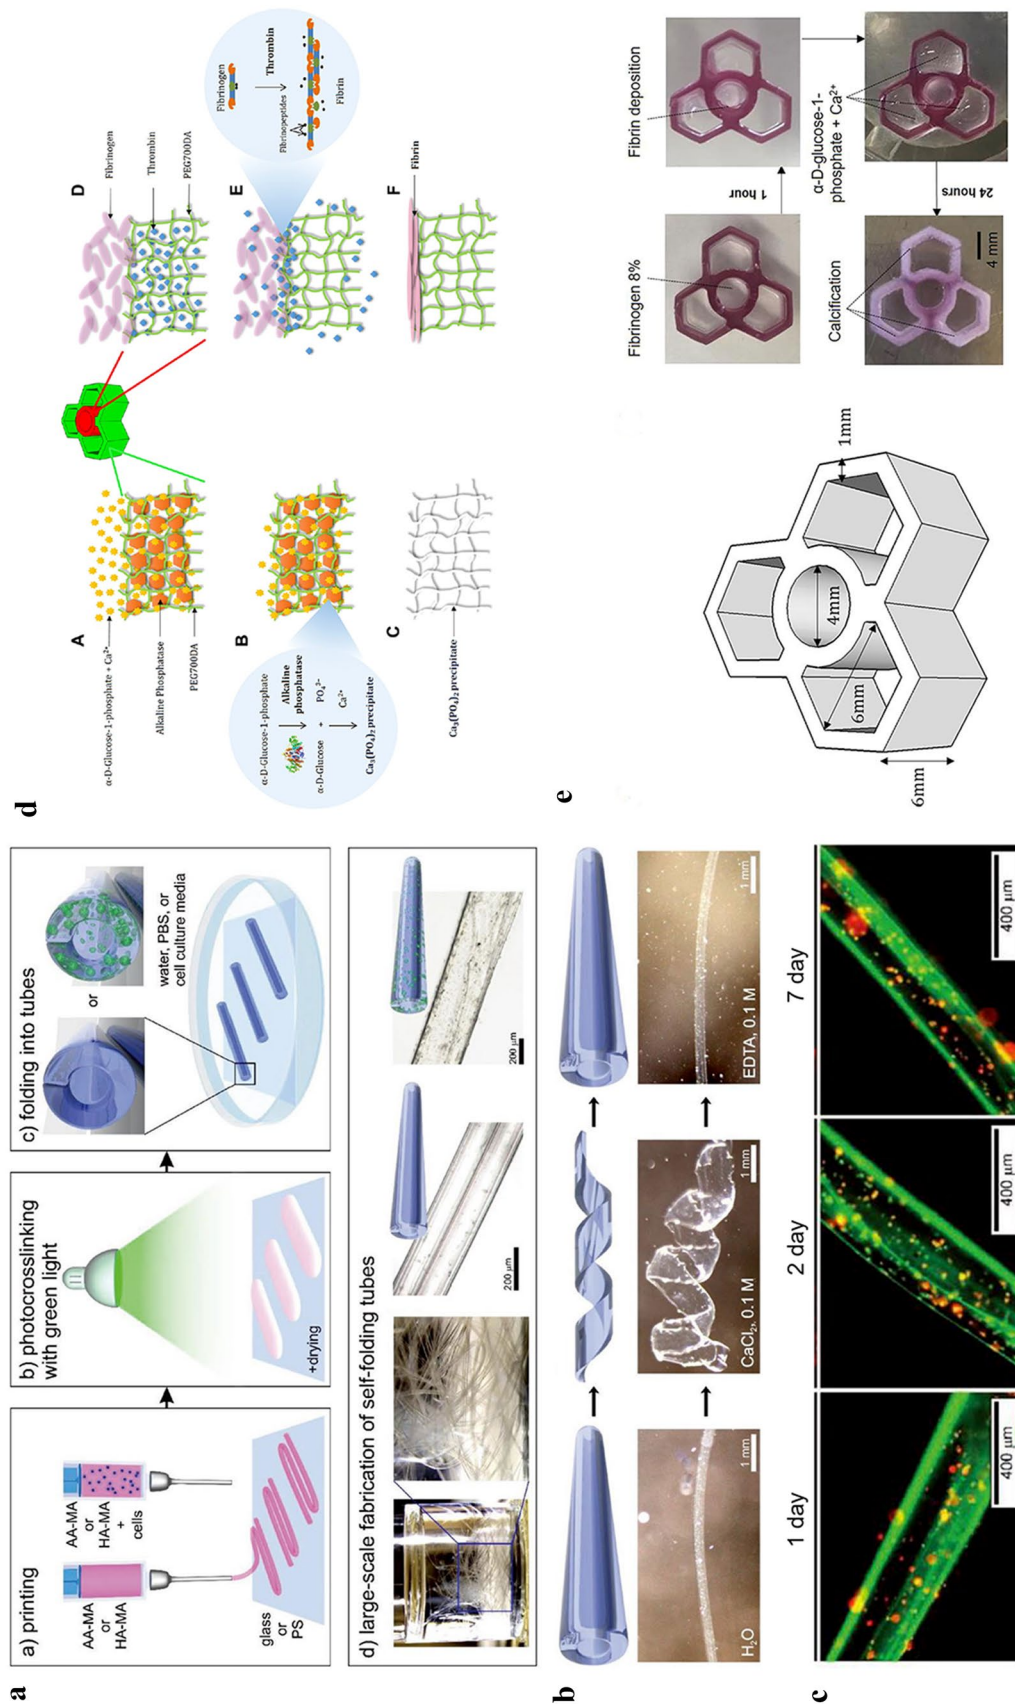 a
a) printing
AA-MA
or
HA-MA
AA-MA
or
HA-MA
+
cells
glass
or
PS
b) photocrosslinking
with green light
+drying
c) folding into tubes
or
water, PBS, or
cell culture media
d) large-scale fabrication of self-folding tubes
200 µm
200 µm
b
H₂O
1 mm
CaCl₂, 0.1 M
1 mm
EDTA, 0.1 M
1 mm
c
1 day
2 day
7 day
400 µm
400 µm
400 µm
d
A
α-D-Glucose-1-phosphate + Ca²⁺
Alkaline Phosphatase
PEG700DA
B
α-D-Glucose-1-phosphate
Alkaline
phosphatase
α-D-Glucose + PO₄³⁻
Ca²⁺
Ca₃(PO₄)₂ precipitate
C
Ca₃(PO₄)₂ precipitate
D
Fibrinogen
Thrombin
PEG700DA
E
Fibrinogen
Thrombin
Fibrinopeptides
Fibrin
F
Fibrin
e
6mm
6mm
4mm
1mm
Fibrinogen 8%
Fibrin deposition
1 hour
α-D-glucose-1-
phosphate + Ca²⁺
24 hours
Calcification
4 mm